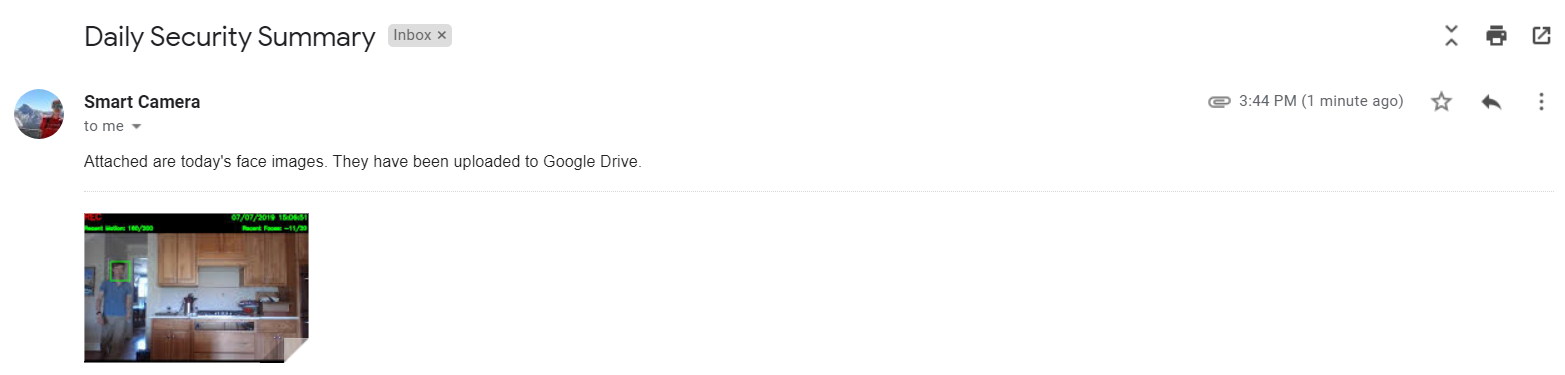 Daily Security Summary Inbox ×
Smart Camera 3:44 PM (1 minute ago)
to me
Attached are today's face images. They have been uploaded to Google Drive.
REC 07/07/2019 15:09:51
Recent Motion: 160/200 Recent Faces: -11/30